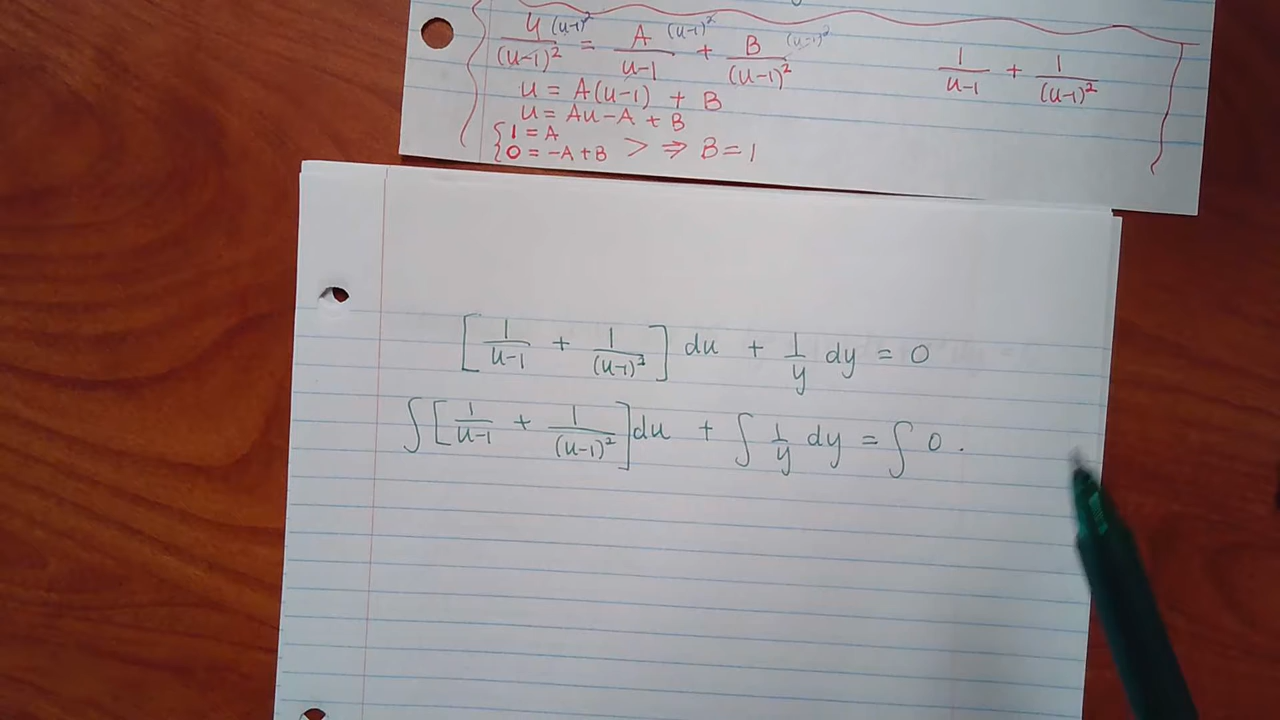 u (u-1)² / (u-1)² = A (u-1)² / u-1 + B (u-1)² / (u-1)²
1/u-1 + 1/(u-1)²
u = A(u-1) + B
u = Au - A + B
{ 1 = A
0 = -A + B > ⇒ B = 1
[ 1/u-1 + 1/(u-1)² ] du + 1/y dy = 0
∫ [ 1/u-1 + 1/(u-1)² ] du + ∫ 1/y dy = ∫ 0 .